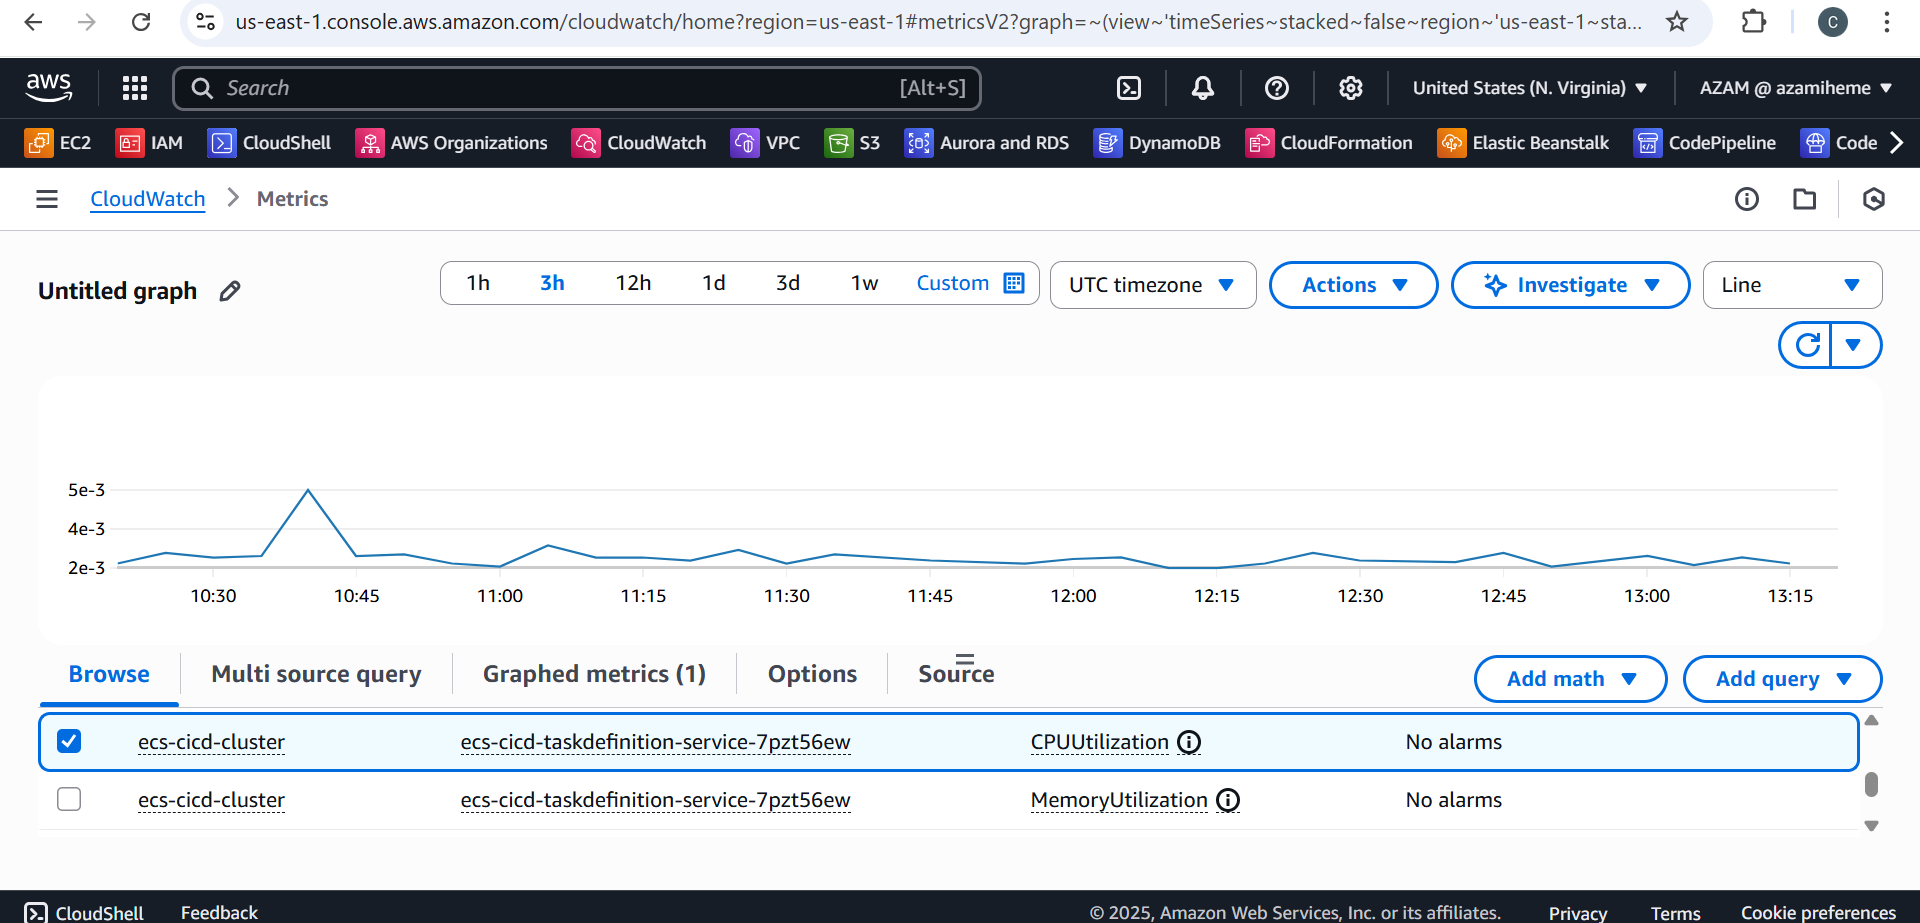 us-east-1.console.aws.amazon.com/cloudwatch/home?region=us-east-1#metricsV2?graph=~(view~'timeSeries~stacked~false~region~'us-east-1~sta...
C
aws
Search
[Alt+S]
United States (N. Virginia)
AZAM @ azamiheme
EC2
IAM
CloudShell
AWS Organizations
CloudWatch
VPC
S3
Aurora and RDS
DynamoDB
CloudFormation
Elastic Beanstalk
CodePipeline
Code
CloudWatch
Metrics
Untitled graph
1h
3h
12h
1d
3d
1w
Custom
UTC timezone
Actions
Investigate
Line
5e-3
4e-3
2e-3
10:30
10:45
11:00
11:15
11:30
11:45
12:00
12:15
12:30
12:45
13:00
13:15
Browse
Multi source query
Graphed metrics (1)
Options
Source
Add math
Add query
ecs-cicd-cluster
ecs-cicd-taskdefinition-service-7pzt56ew
CPUUtilization
No alarms
ecs-cicd-cluster
ecs-cicd-taskdefinition-service-7pzt56ew
MemoryUtilization
No alarms
CloudShell
Feedback
© 2025, Amazon Web Services, Inc. or its affiliates.
Privacy
Terms
Cookie preferences